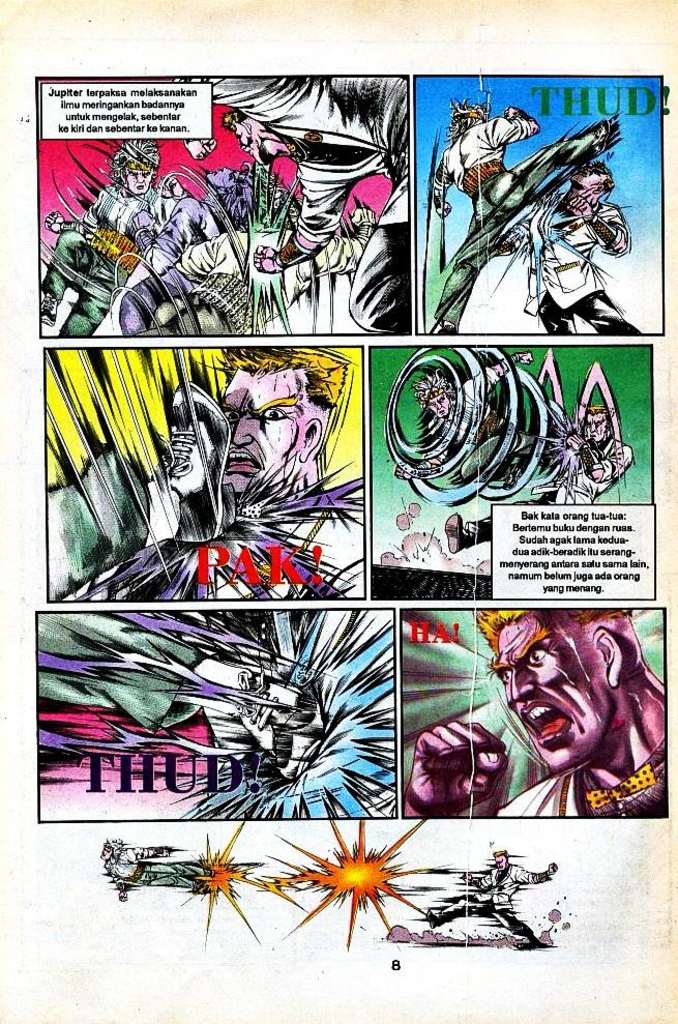 Jupiter terpaksa melaksanakan
ilmu meringankan badannya
untuk mengelak, sebentar
ke kiri dan sebentar ke kanan.
THUD!
PAK!
Bak kata orang tua-tua:
Bertemu buku dengan ruas.
Sudah agak lama kedua-
dua adik-beradik itu serang-
menyerang antara satu sama lain,
namum belum juga ada orang
yang menang.
THUD!
HA!
8